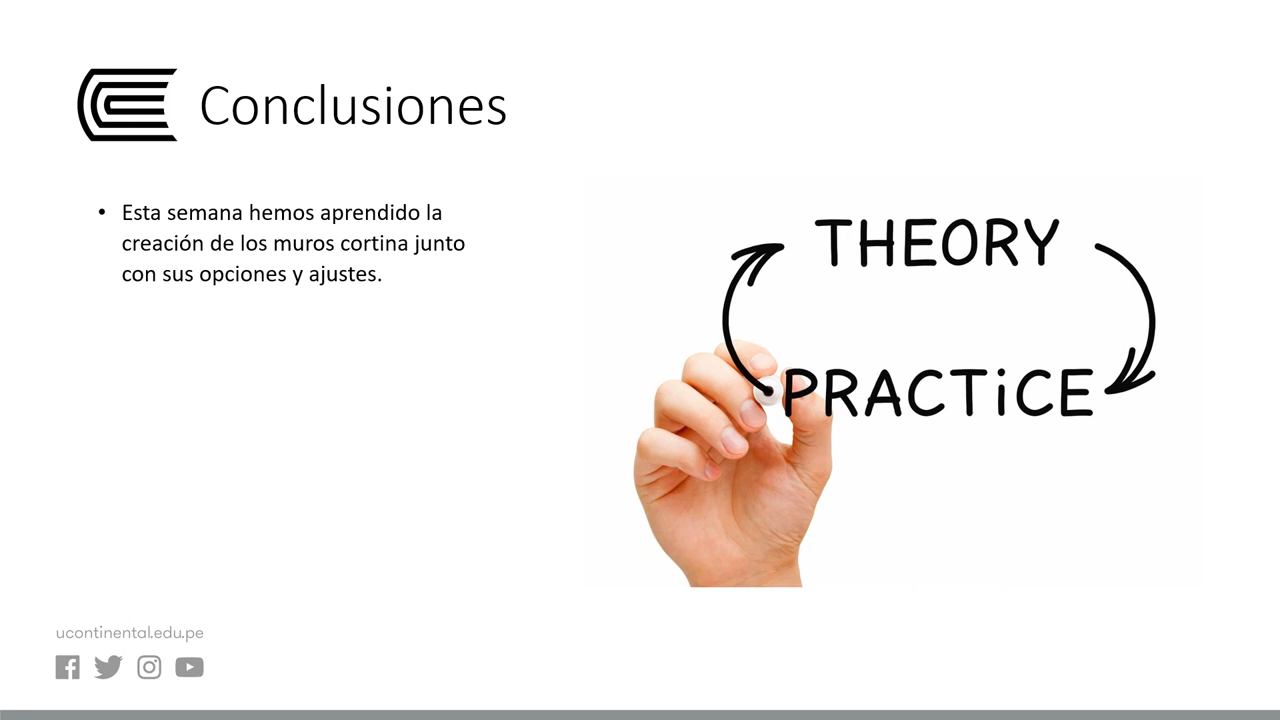 Conclusiones
• Esta semana hemos aprendido la
creación de los muros cortina junto
con sus opciones y ajustes.
THEORY
PRACTiCE
ucontinental.edu.pe